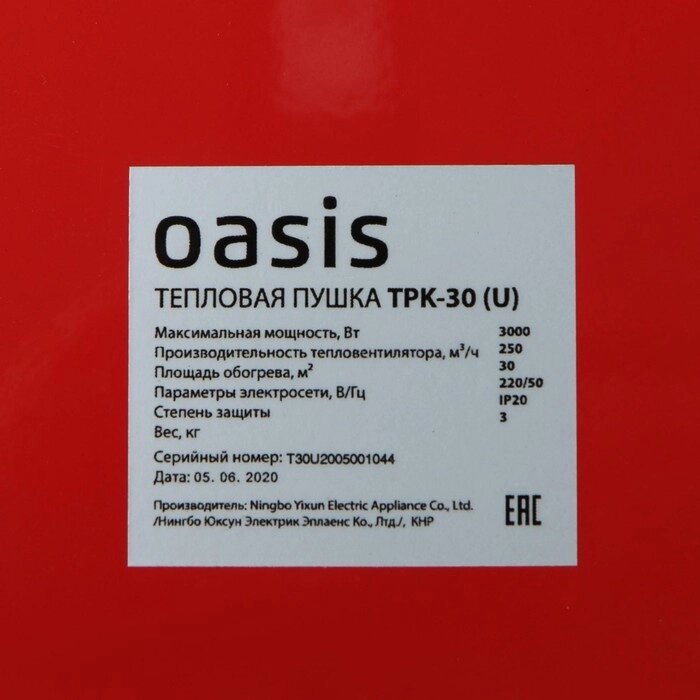 oasis
ТЕПЛОВАЯ ПУШКА TPK-30 (U)
Максимальная мощность, Вт 3000
Производительность тепловентилятора, м³/ч 250
Площадь обогрева, м² 30
Параметры электросети, В/Гц 220/50
Степень защиты IP20
Вес, кг 3
Серийный номер: T30U2005001044
Дата: 05. 06. 2020
Производитель: Ningbo Yixun Electric Appliance Co., Ltd.
/Нингбо Юксун Электрик Эплаенс Ко., Лтд./, КНР
EAC